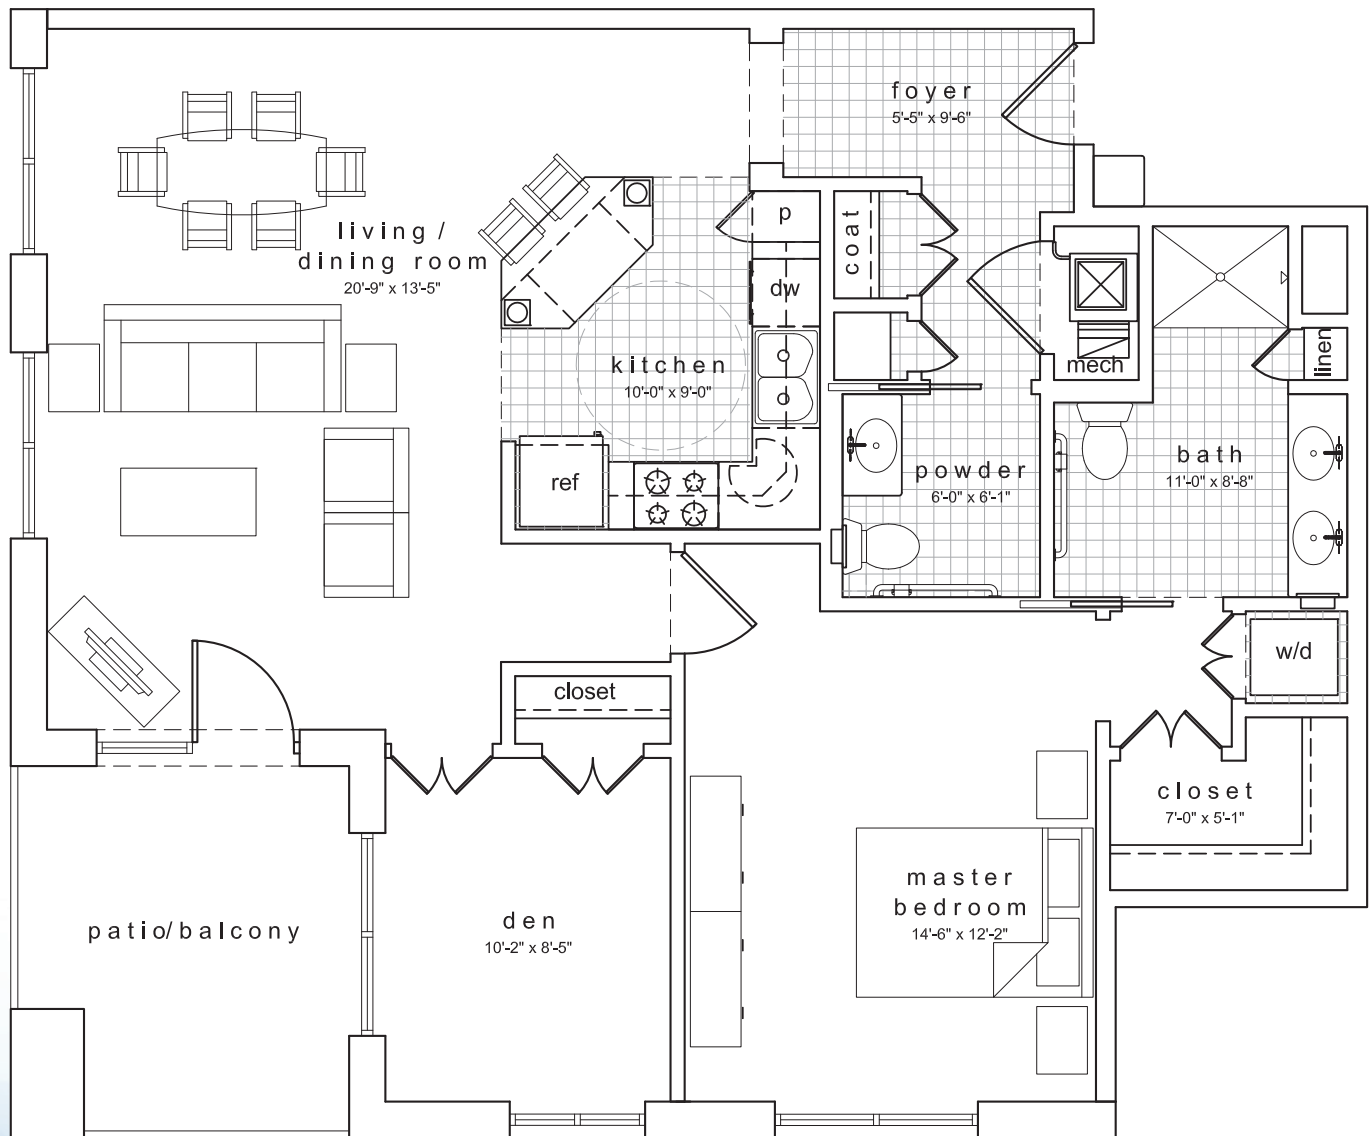 foyer
5'-5" x 9'-6"
living /
dining room
20'-9" x 13'-5"
p
coat
dw
kitchen
10'-0" x 9'-0"
mech
linen
ref
powder
6'-0" x 6'-1"
bath
11'-0" x 8'-8"
w/d
closet
closet
7'-0" x 5'-1"
patio/balcony
den
10'-2" x 8'-5"
master
bedroom
14'-6" x 12'-2"